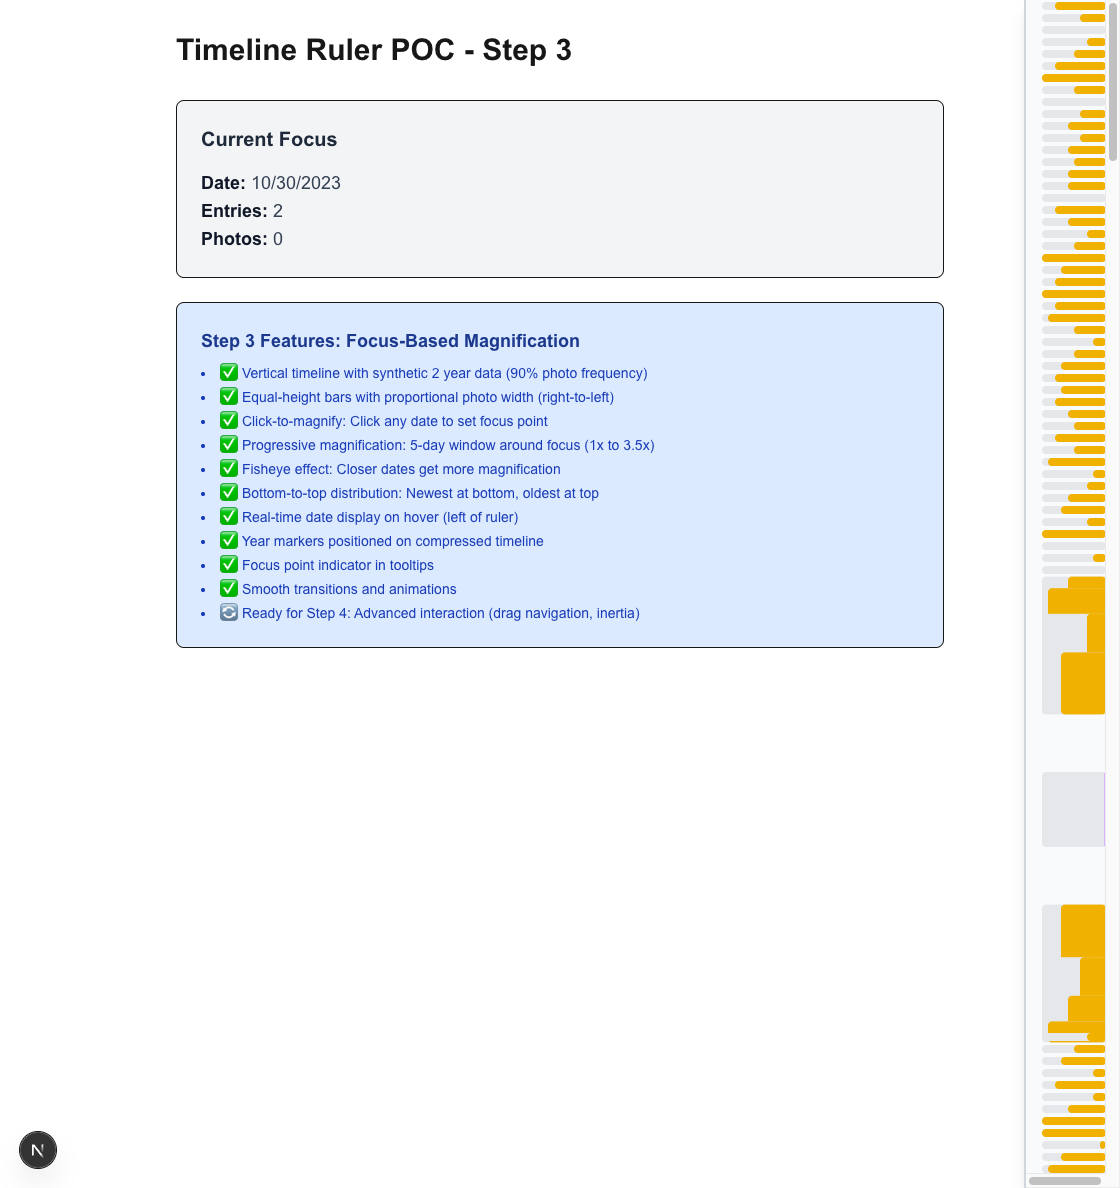 Timeline Ruler POC - Step 3
Current Focus
Date: 10/30/2023
Entries: 2
Photos: 0
Step 3 Features: Focus-Based Magnification
• ✅ Vertical timeline with synthetic 2 year data (90% photo frequency)
• ✅ Equal-height bars with proportional photo width (right-to-left)
• ✅ Click-to-magnify: Click any date to set focus point
• ✅ Progressive magnification: 5-day window around focus (1x to 3.5x)
• ✅ Fisheye effect: Closer dates get more magnification
• ✅ Bottom-to-top distribution: Newest at bottom, oldest at top
• ✅ Real-time date display on hover (left of ruler)
• ✅ Year markers positioned on compressed timeline
• ✅ Focus point indicator in tooltips
• ✅ Smooth transitions and animations
• 🔄 Ready for Step 4: Advanced interaction (drag navigation, inertia)
N